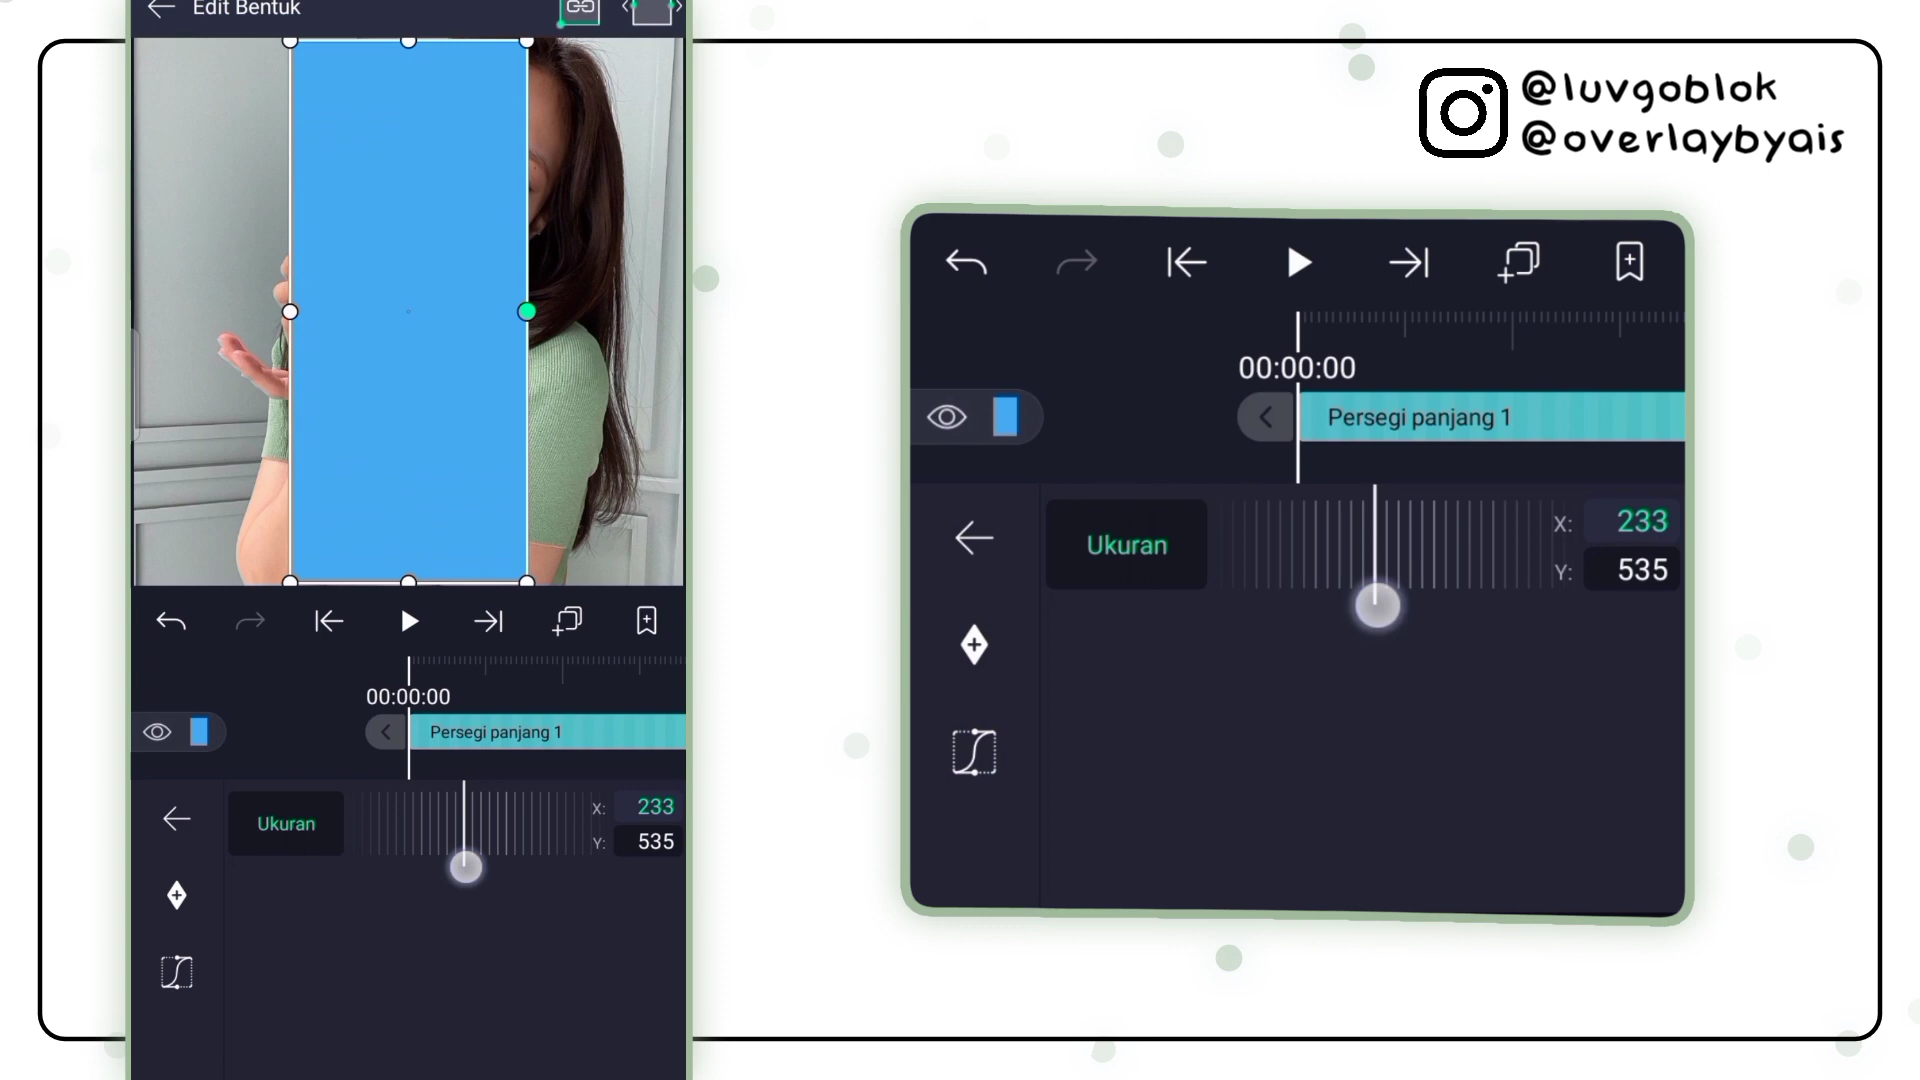 Edit Bentuk
00:00:00
Persegi panjang 1
Ukuran
X: 233
Y: 535
@luvgoblok
@overlaybyais
00:00:00
Persegi panjang 1
Ukuran
X: 233
Y: 535